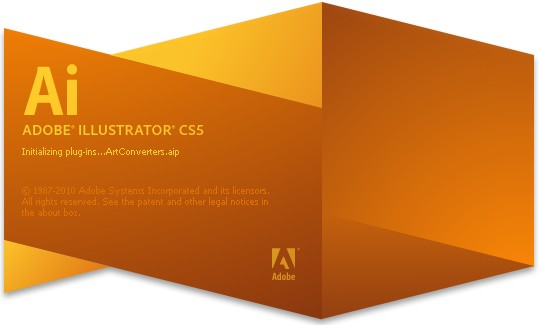 Ai
ADOBE® ILLUSTRATOR® CS5
Initializing plug-ins...ArtConverters.aip
© 1987-2010 Adobe Systems Incorporated and its licensors.
All rights reserved. See the patent and other legal notices in
the about box.
Adobe